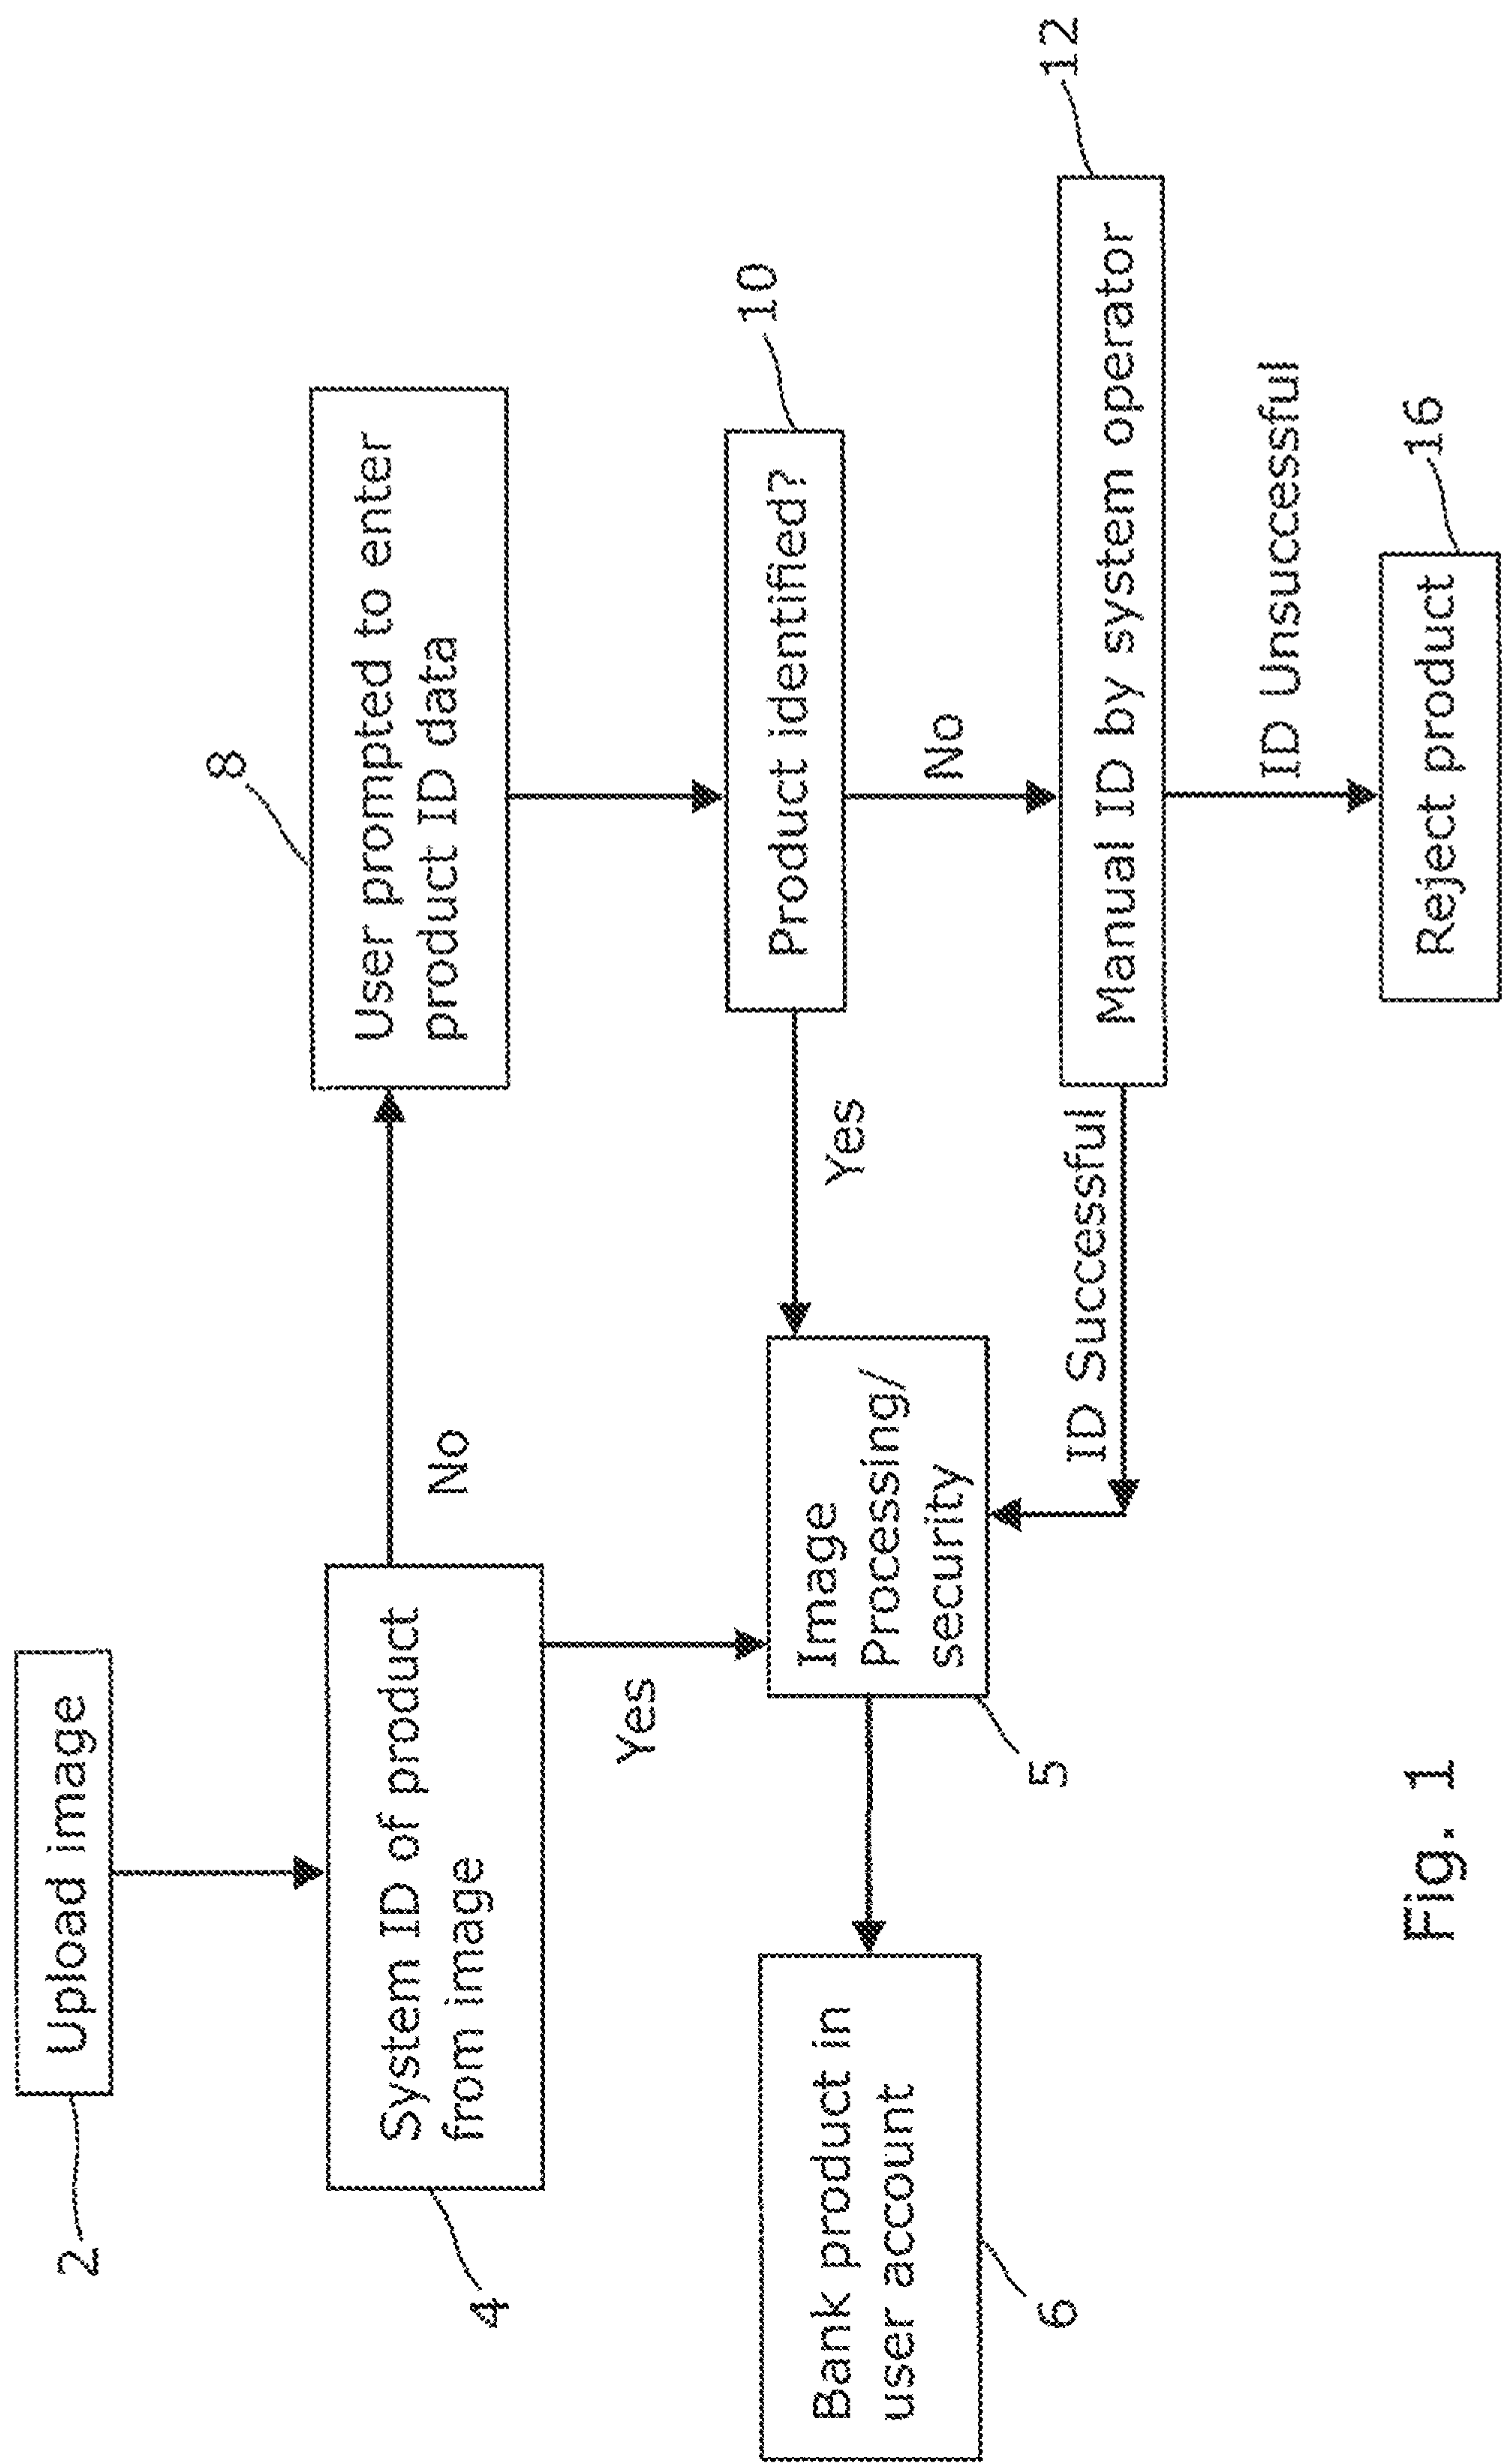 2
Upload image
4
System ID of product
from image
No
8
User prompted to enter
product ID data
Yes
10
Product identified?
Yes
No
Image
Processing/
security
5
Bank product in
user account
6
12
Manual ID by system operator
ID Successful
ID Unsuccessful
16
Reject product
Fig. 1